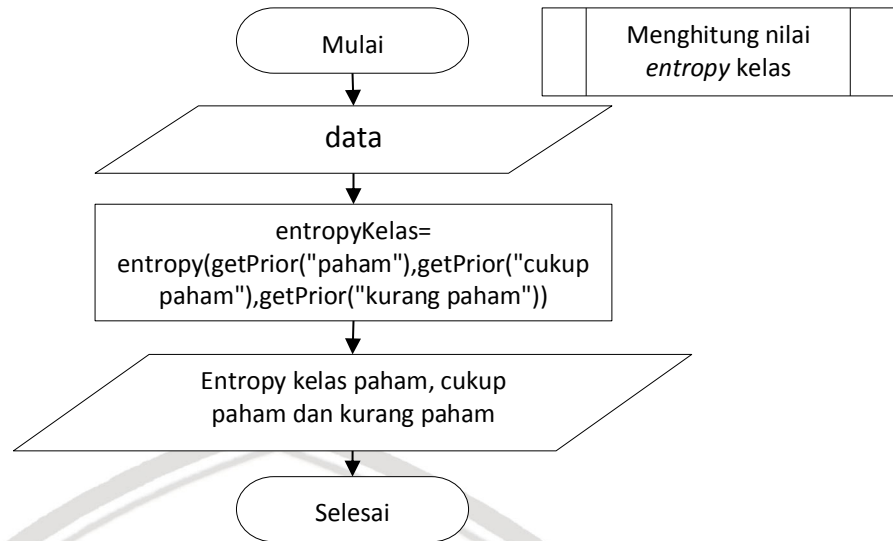 Mulai
Menghitung nilai
entropy kelas
data
entropyKelas=
entropy(getPrior("paham"),getPrior("cukup
paham"),getPrior("kurang paham"))
Entropy kelas paham, cukup
paham dan kurang paham
Selesai